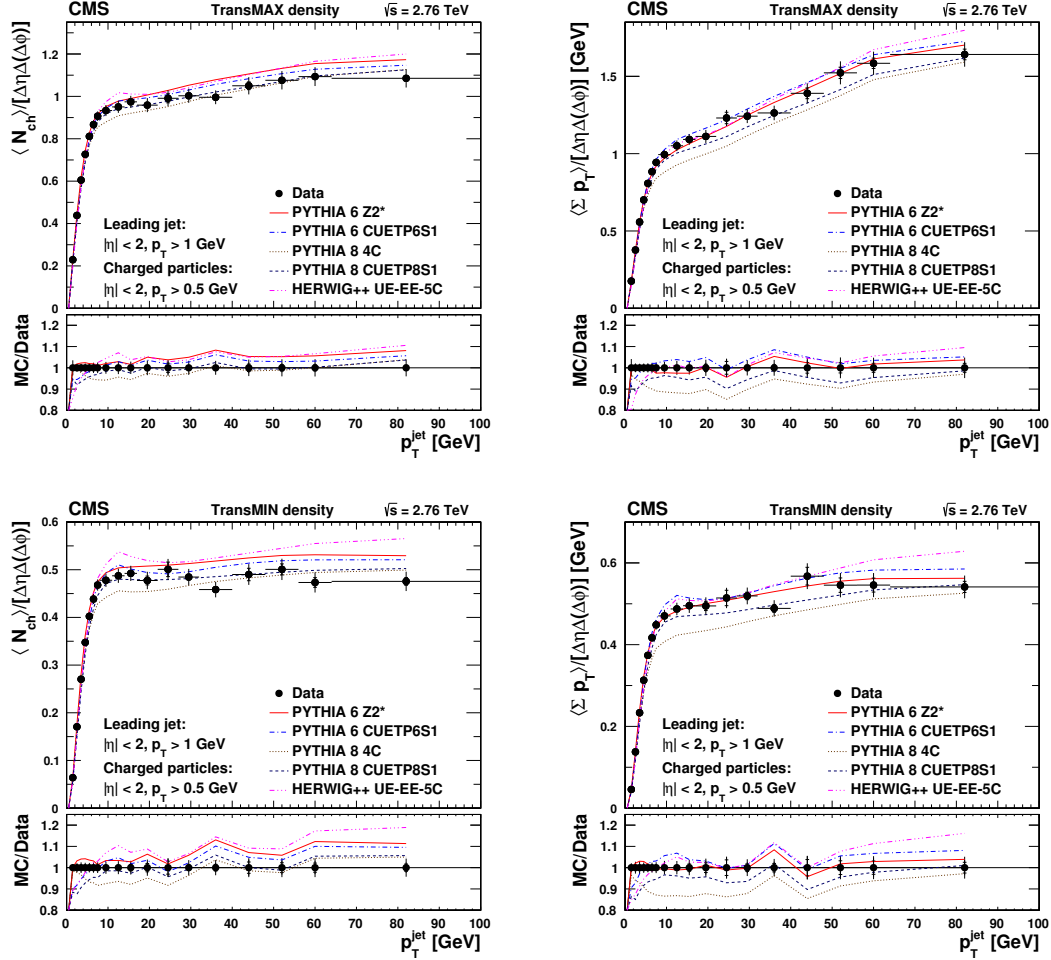 CMS TransMAX density √s = 2.76 TeV
⟨ N_ch ⟩/[ΔηΔ(Δϕ)]
1.2
1
0.8
0.6
0.4
0.2
0
Data
PYTHIA 6 Z2*
PYTHIA 6 CUETP6S1
PYTHIA 8 4C
PYTHIA 8 CUETP8S1
HERWIG++ UE-EE-5C
Leading jet:
|η| < 2, p_T > 1 GeV
Charged particles:
|η| < 2, p_T > 0.5 GeV
MC/Data
1.2
1.1
1
0.9
0.8
0 10 20 30 40 50 60 70 80 90 100
p_T^jet [GeV]
CMS TransMAX density √s = 2.76 TeV
⟨Σ p_T⟩/[ΔηΔ(Δϕ)] [GeV]
1.5
1
0.5
0
Data
PYTHIA 6 Z2*
PYTHIA 6 CUETP6S1
PYTHIA 8 4C
PYTHIA 8 CUETP8S1
HERWIG++ UE-EE-5C
Leading jet:
|η| < 2, p_T > 1 GeV
Charged particles:
|η| < 2, p_T > 0.5 GeV
MC/Data
1.2
1.1
1
0.9
0.8
0 10 20 30 40 50 60 70 80 90 100
p_T^jet [GeV]
CMS TransMIN density √s = 2.76 TeV
⟨ N_ch ⟩/[ΔηΔ(Δϕ)]
0.6
0.5
0.4
0.3
0.2
0.1
0
Data
PYTHIA 6 Z2*
PYTHIA 6 CUETP6S1
PYTHIA 8 4C
PYTHIA 8 CUETP8S1
HERWIG++ UE-EE-5C
Leading jet:
|η| < 2, p_T > 1 GeV
Charged particles:
|η| < 2, p_T > 0.5 GeV
MC/Data
1.2
1.1
1
0.9
0.8
0 10 20 30 40 50 60 70 80 90 100
p_T^jet [GeV]
CMS TransMIN density √s = 2.76 TeV
⟨Σ p_T⟩/[ΔηΔ(Δϕ)] [GeV]
0.6
0.4
0.2
0
Data
PYTHIA 6 Z2*
PYTHIA 6 CUETP6S1
PYTHIA 8 4C
PYTHIA 8 CUETP8S1
HERWIG++ UE-EE-5C
Leading jet:
|η| < 2, p_T > 1 GeV
Charged particles:
|η| < 2, p_T > 0.5 GeV
MC/Data
1.2
1.1
1
0.9
0.8
0 10 20 30 40 50 60 70 80 90 100
p_T^jet [GeV]